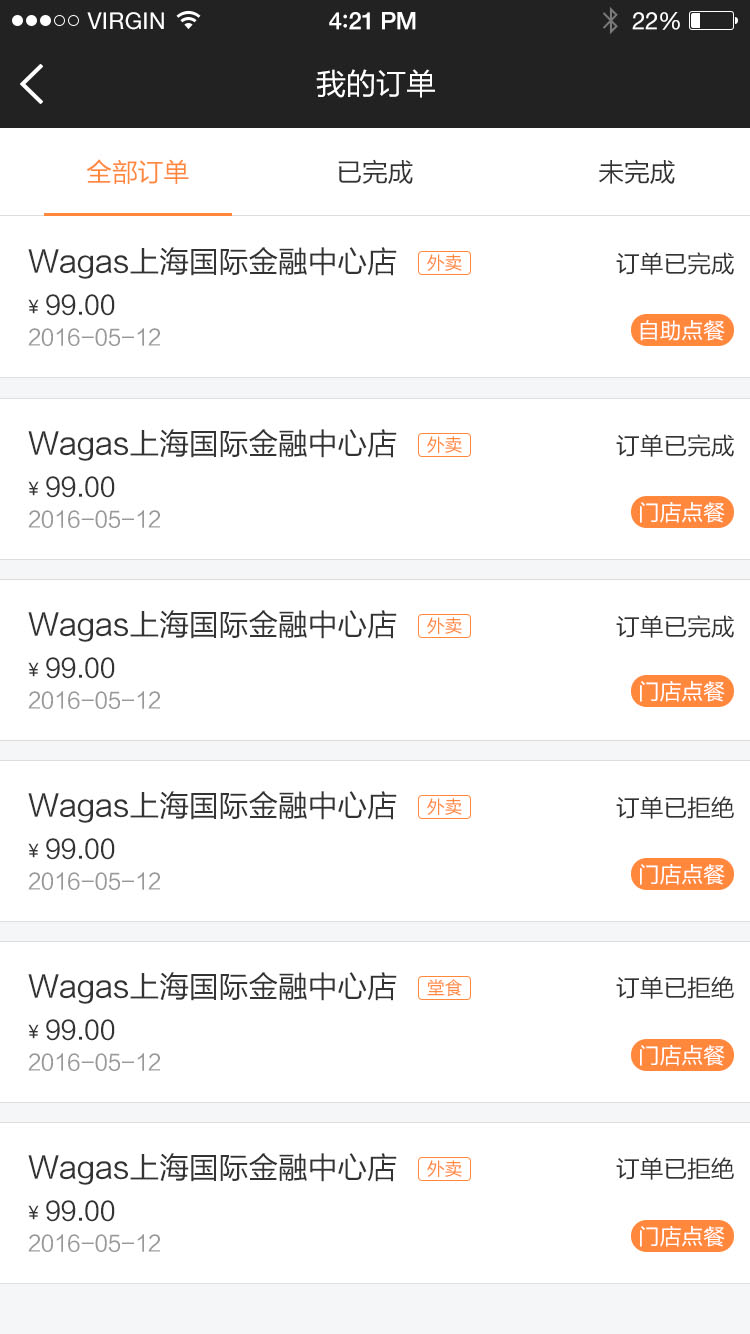 VIRGIN 4:21 PM 22%
我的订单
全部订单 已完成 未完成
Wagas上海国际金融中心店 外卖 订单已完成
¥ 99.00
2016-05-12 自助点餐
Wagas上海国际金融中心店 外卖 订单已完成
¥ 99.00
2016-05-12 门店点餐
Wagas上海国际金融中心店 外卖 订单已完成
¥ 99.00
2016-05-12 门店点餐
Wagas上海国际金融中心店 外卖 订单已拒绝
¥ 99.00
2016-05-12 门店点餐
Wagas上海国际金融中心店 堂食 订单已拒绝
¥ 99.00
2016-05-12 门店点餐
Wagas上海国际金融中心店 外卖 订单已拒绝
¥ 99.00
2016-05-12 门店点餐